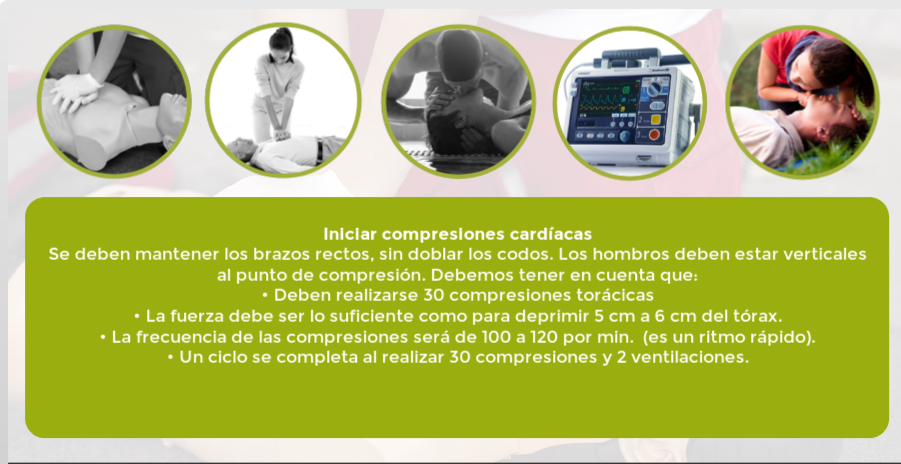 Iniciar compresiones cardíacas
Se deben mantener los brazos rectos, sin doblar los codos. Los hombros deben estar verticales
al punto de compresión. Debemos tener en cuenta que:
• Deben realizarse 30 compresiones torácicas
• La fuerza debe ser lo suficiente como para deprimir 5 cm a 6 cm del tórax.
• La frecuencia de las compresiones será de 100 a 120 por min. (es un ritmo rápido).
• Un ciclo se completa al realizar 30 compresiones y 2 ventilaciones.